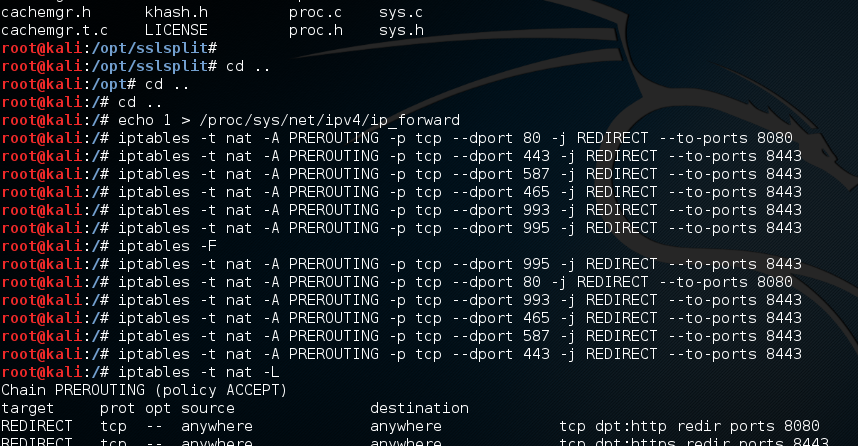 cachemgr.h khash.h proc.c sys.c
cachemgr.t.c LICENSE proc.h sys.h
root@kali:/opt/sslsplit#
root@kali:/opt/sslsplit# cd ..
root@kali:/opt# cd ..
root@kali:/# cd ..
root@kali:/# echo 1 > /proc/sys/net/ipv4/ip_forward
root@kali:/# iptables -t nat -A PREROUTING -p tcp --dport 80 -j REDIRECT --to-ports 8080
root@kali:/# iptables -t nat -A PREROUTING -p tcp --dport 443 -j REDIRECT --to-ports 8443
root@kali:/# iptables -t nat -A PREROUTING -p tcp --dport 587 -j REDIRECT --to-ports 8443
root@kali:/# iptables -t nat -A PREROUTING -p tcp --dport 465 -j REDIRECT --to-ports 8443
root@kali:/# iptables -t nat -A PREROUTING -p tcp --dport 993 -j REDIRECT --to-ports 8443
root@kali:/# iptables -t nat -A PREROUTING -p tcp --dport 995 -j REDIRECT --to-ports 8443
root@kali:/# iptables -F
root@kali:/# iptables -t nat -A PREROUTING -p tcp --dport 995 -j REDIRECT --to-ports 8443
root@kali:/# iptables -t nat -A PREROUTING -p tcp --dport 80 -j REDIRECT --to-ports 8080
root@kali:/# iptables -t nat -A PREROUTING -p tcp --dport 993 -j REDIRECT --to-ports 8443
root@kali:/# iptables -t nat -A PREROUTING -p tcp --dport 465 -j REDIRECT --to-ports 8443
root@kali:/# iptables -t nat -A PREROUTING -p tcp --dport 587 -j REDIRECT --to-ports 8443
root@kali:/# iptables -t nat -A PREROUTING -p tcp --dport 443 -j REDIRECT --to-ports 8443
root@kali:/# iptables -t nat -L
Chain PREROUTING (policy ACCEPT)
target prot opt source destination
REDIRECT tcp -- anywhere anywhere tcp dpt:http redir ports 8080
REDIRECT tcp -- anywhere anywhere tcp dpt:https redir ports 8443